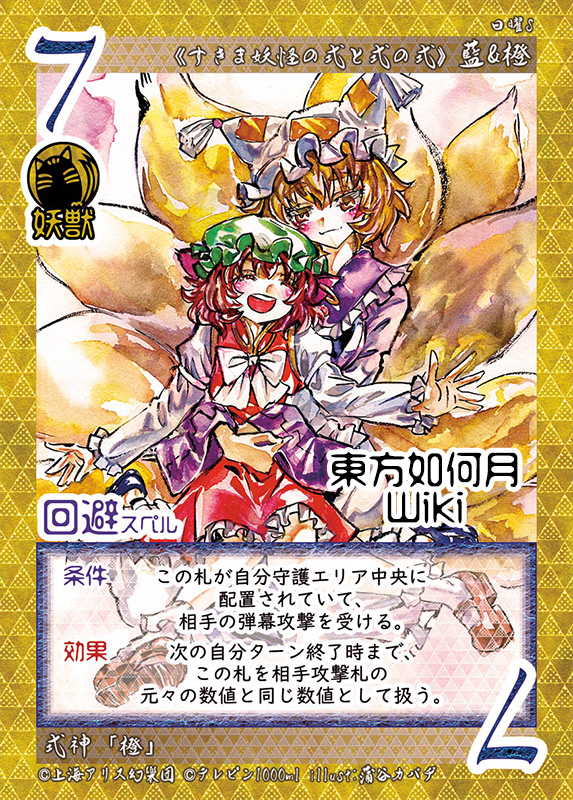 日曜8
7
《すきま妖怪の式と式の式》 藍&橙
妖獣
東方如何月
Wiki
回避スペル
条件 この札が自分守護エリア中央に
配置されていて、
相手の弾幕攻撃を受ける。
効果 次の自分ターン終了時まで、
この札を相手攻撃札の
元々の数値と同じ数値として扱う。
式神 「橙」
7
©上海アリス幻樂団 ©テレピン1000ml illust:蒲谷カバヂ